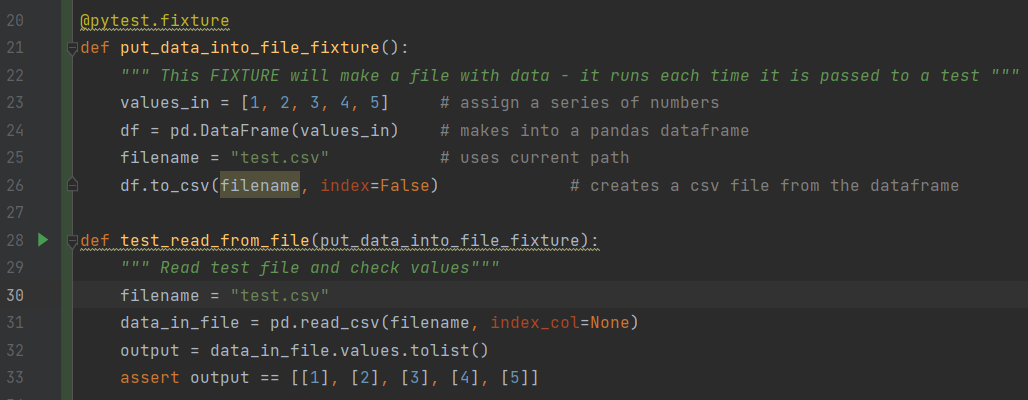 20 @pytest.fixture
21 def put_data_into_file_fixture():
22     """ This FIXTURE will make a file with data - it runs each time it is passed to a test """
23     values_in = [1, 2, 3, 4, 5]     # assign a series of numbers
24     df = pd.DataFrame(values_in)    # makes into a pandas dataframe
25     filename = "test.csv"           # uses current path
26     df.to_csv(filename, index=False)             # creates a csv file from the dataframe
27
28 def test_read_from_file(put_data_into_file_fixture):
29     """ Read test file and check values"""
30     filename = "test.csv"
31     data_in_file = pd.read_csv(filename, index_col=None)
32     output = data_in_file.values.tolist()
33     assert output == [[1], [2], [3], [4], [5]]